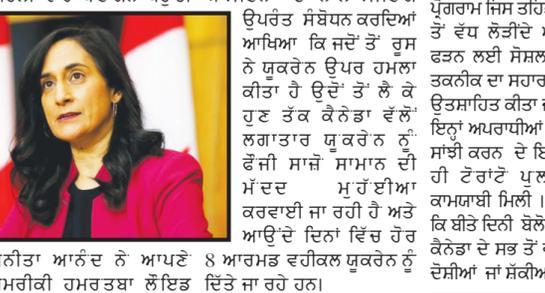 ਉਪਰੰਤ ਸੰਬੋਧਨ ਕਰਦਿਆਂ
ਆਖਿਆ ਕਿ ਜਦੋਂ ਤੋਂ ਰੂਸ
ਨੇ ਯੂਕਰੇਨ ਉਪਰ ਹਮਲਾ
ਕੀਤਾ ਹੈ ਉਦੋਂ ਤੋਂ ਲੈ ਕੇ
ਹੁਣ ਤੱਕ ਕੈਨੇਡਾ ਵੱਲੋਂ
ਲਗਾਤਾਰ ਯੂਕਰੇਨ ਨੂੰ
ਫੌਜੀ ਸਾਜ਼ੋ ਸਾਮਾਨ ਦੀ
ਮੱਦਦ ਮੁਹੱਈਆ
ਕਰਵਾਈ ਜਾ ਰਹੀ ਹੈ ਅਤੇ
ਆਉਂਦੇ ਦਿਨਾਂ ਵਿੱਚ ਹੋਰ
ਨੀਤਾ ਆਨੰਦ ਨੇ ਆਪਣੇ
ਮਰੀਕੀ ਹਮਰਤਬਾ ਲੌਇਡ
8 ਆਰਮਡ ਵਹੀਕਲ ਯੂਕਰੇਨ ਨੂੰ
ਦਿੱਤੇ ਜਾ ਰਹੇ ਹਨ।
ਪ੍ਰੋਗਰਾਮ ਜਿਸ ਤਹਿ
ਤੋਂ ਵੱਧ ਲੋੜੀਂਦੇ
ਫੜਨ ਲਈ ਸੋਸ਼ਲ
ਤਕਨੀਕ ਦਾ ਸਹਾਰ
ਉਤਸ਼ਾਹਿਤ ਕੀਤਾ
ਇਨ੍ਹਾਂ ਅਪਰਾਧੀਆਂ
ਸਾਂਝੀ ਕਰਨ ਦੇ ਇ
ਹੀ ਟੋਰਾਂਟੋ ਪੁਲ
ਕਾਮਯਾਬੀ ਮਿਲੀ ।
ਕਿ ਬੀਤੇ ਦਿਨੀ ਬੋਲੋ
ਕੈਨੇਡਾ ਦੇ ਸਭ ਤੋਂ
ਦੋਸ਼ੀਆਂ ਜਾਂ ਸ਼ੱਕੀਆ